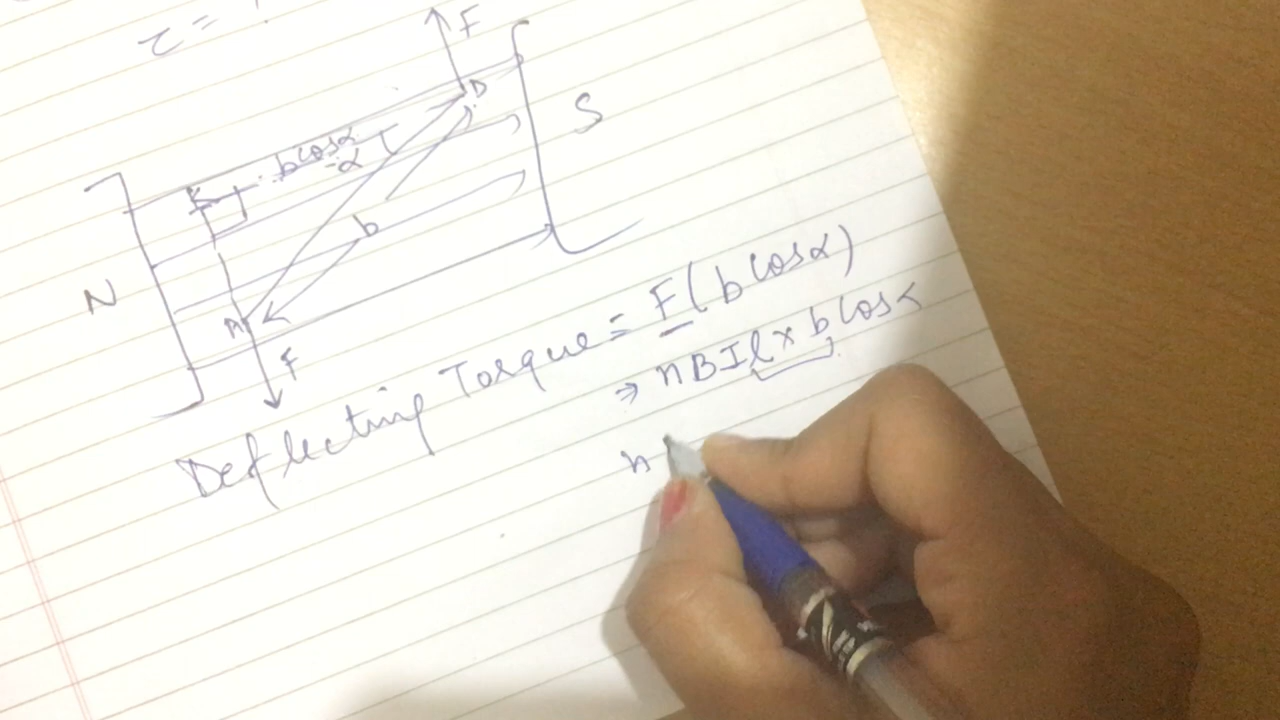 τ =
F
D
S
b cos α
α
K
b
N
A
F
Deflecting Torque = F(b cos α)
⇒ nBIl × b cos α
n